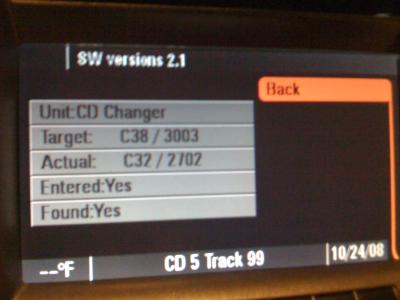 SW versions 2.1
Back
Unit:CD Changer
Target: C38 / 3003
Actual: C32 / 2702
Entered:Yes
Found:Yes
--°F CD 5 Track 99 10/24/08